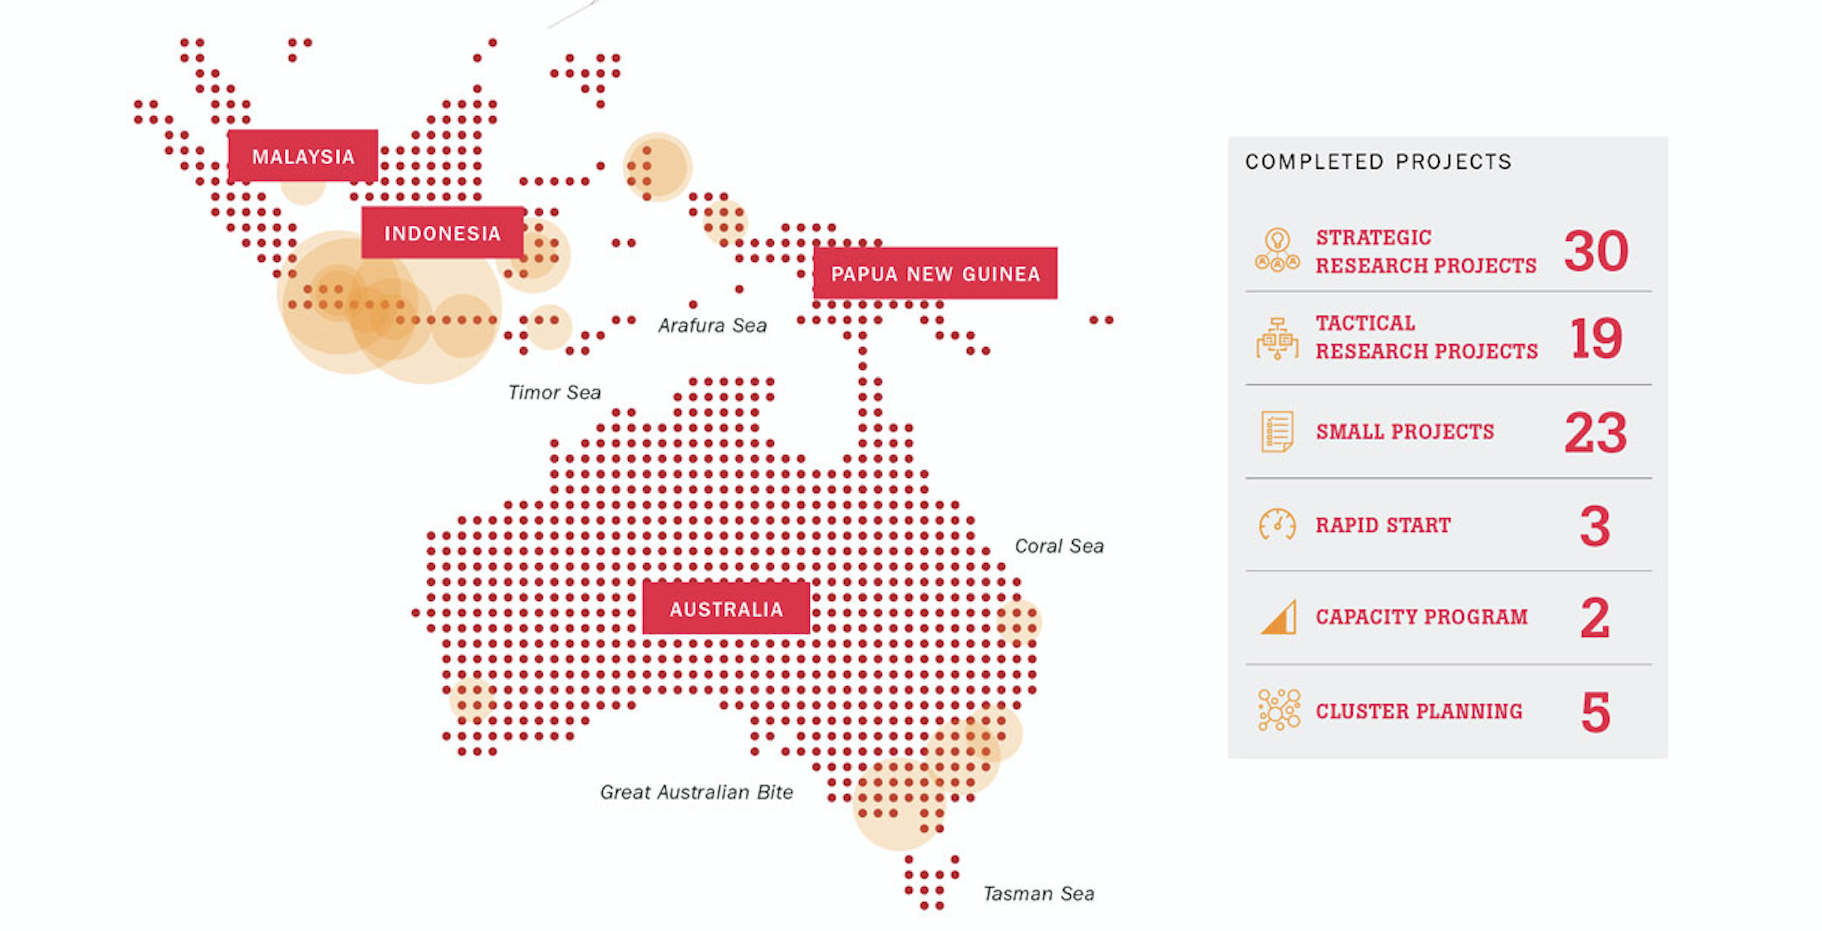 MALAYSIA
INDONESIA
PAPUA NEW GUINEA
Arafura Sea
Timor Sea
Coral Sea
AUSTRALIA
Great Australian Bite
Tasman Sea
COMPLETED PROJECTS
STRATEGIC
RESEARCH PROJECTS
30
TACTICAL
RESEARCH PROJECTS
19
SMALL PROJECTS
23
RAPID START
3
CAPACITY PROGRAM
2
CLUSTER PLANNING
5